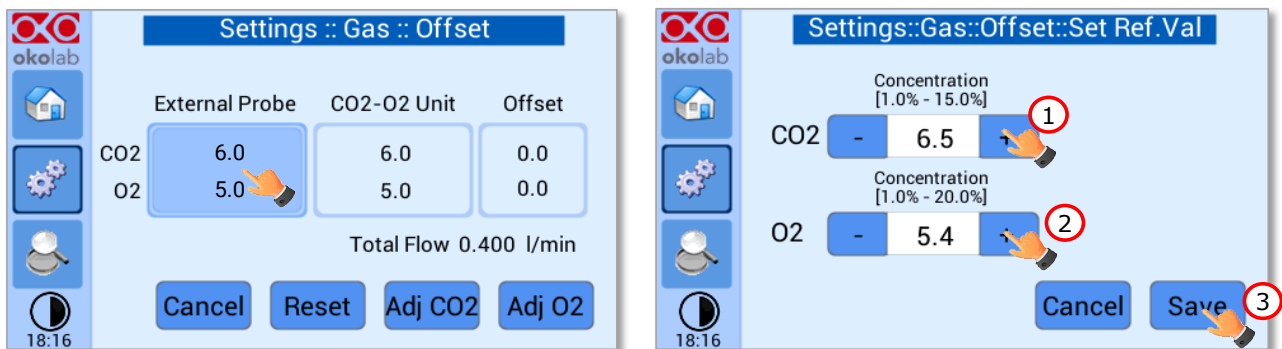 okolab
Settings :: Gas :: Offset
External Probe CO2-O2 Unit Offset
CO2 6.0 6.0 0.0
O2 5.0 5.0 0.0
Total Flow 0.400 l/min
Cancel Reset Adj CO2 Adj O2
18:16
okolab
Settings::Gas::Offset::Set Ref.Val
Concentration
[1.0% - 15.0%]
1
CO2 - 6.5 +
Concentration
[1.0% - 20.0%]
2
O2 - 5.4 +
Cancel Save 3
18:16